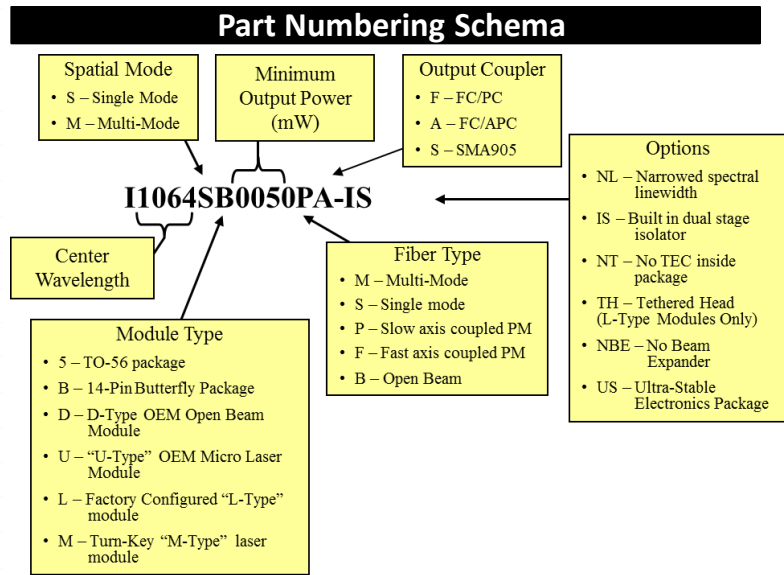 Part Numbering Schema
Spatial Mode
• S – Single Mode
• M – Multi-Mode
Minimum
Output Power
(mW)
Output Coupler
• F – FC/PC
• A – FC/APC
• S – SMA905
I1064SB0050PA-IS
Center
Wavelength
Module Type
• 5 – TO-56 package
• B – 14-Pin Butterfly Package
• D – D-Type OEM Open Beam
Module
• U – “U-Type” OEM Micro Laser
Module
• L – Factory Configured “L-Type”
module
• M – Turn-Key “M-Type” laser
module
Fiber Type
• M – Multi-Mode
• S – Single mode
• P – Slow axis coupled PM
• F – Fast axis coupled PM
• B – Open Beam
Options
• NL – Narrowed spectral
linewidth
• IS – Built in dual stage
isolator
• NT – No TEC inside
package
• TH – Tethered Head
(L-Type Modules Only)
• NBE – No Beam
Expander
• US – Ultra-Stable
Electronics Package